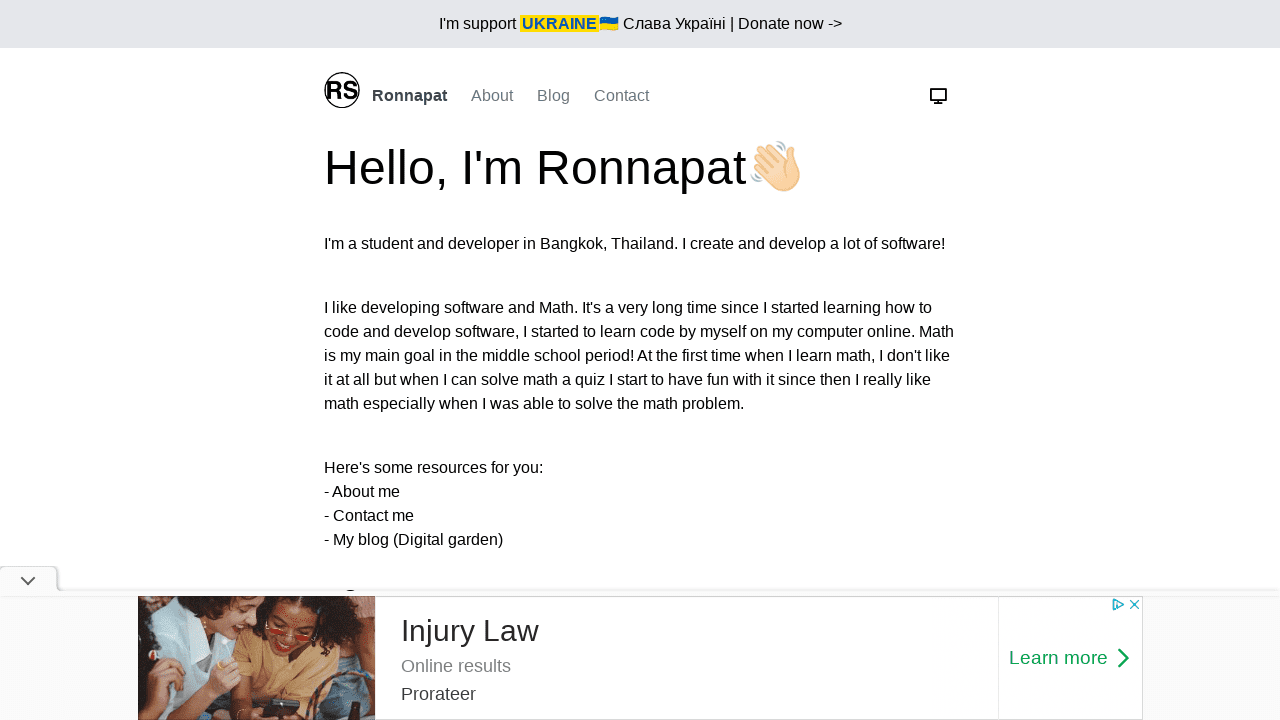 I'm support UKRAINE🇺🇦 Слава Україні | Donate now ->
RS Ronnapat About Blog Contact
Hello, I'm Ronnapat👋🏻
I'm a student and developer in Bangkok, Thailand. I create and develop a lot of software!
I like developing software and Math. It's a very long time since I started learning how to
code and develop software, I started to learn code by myself on my computer online. Math
is my main goal in the middle school period! At the first time when I learn math, I don't like
it at all but when I can solve math a quiz I start to have fun with it since then I really like
math especially when I was able to solve the math problem.
Here's some resources for you:
- About me
- Contact me
- My blog (Digital garden)
Injury Law
Online results
Prorateer
Learn more